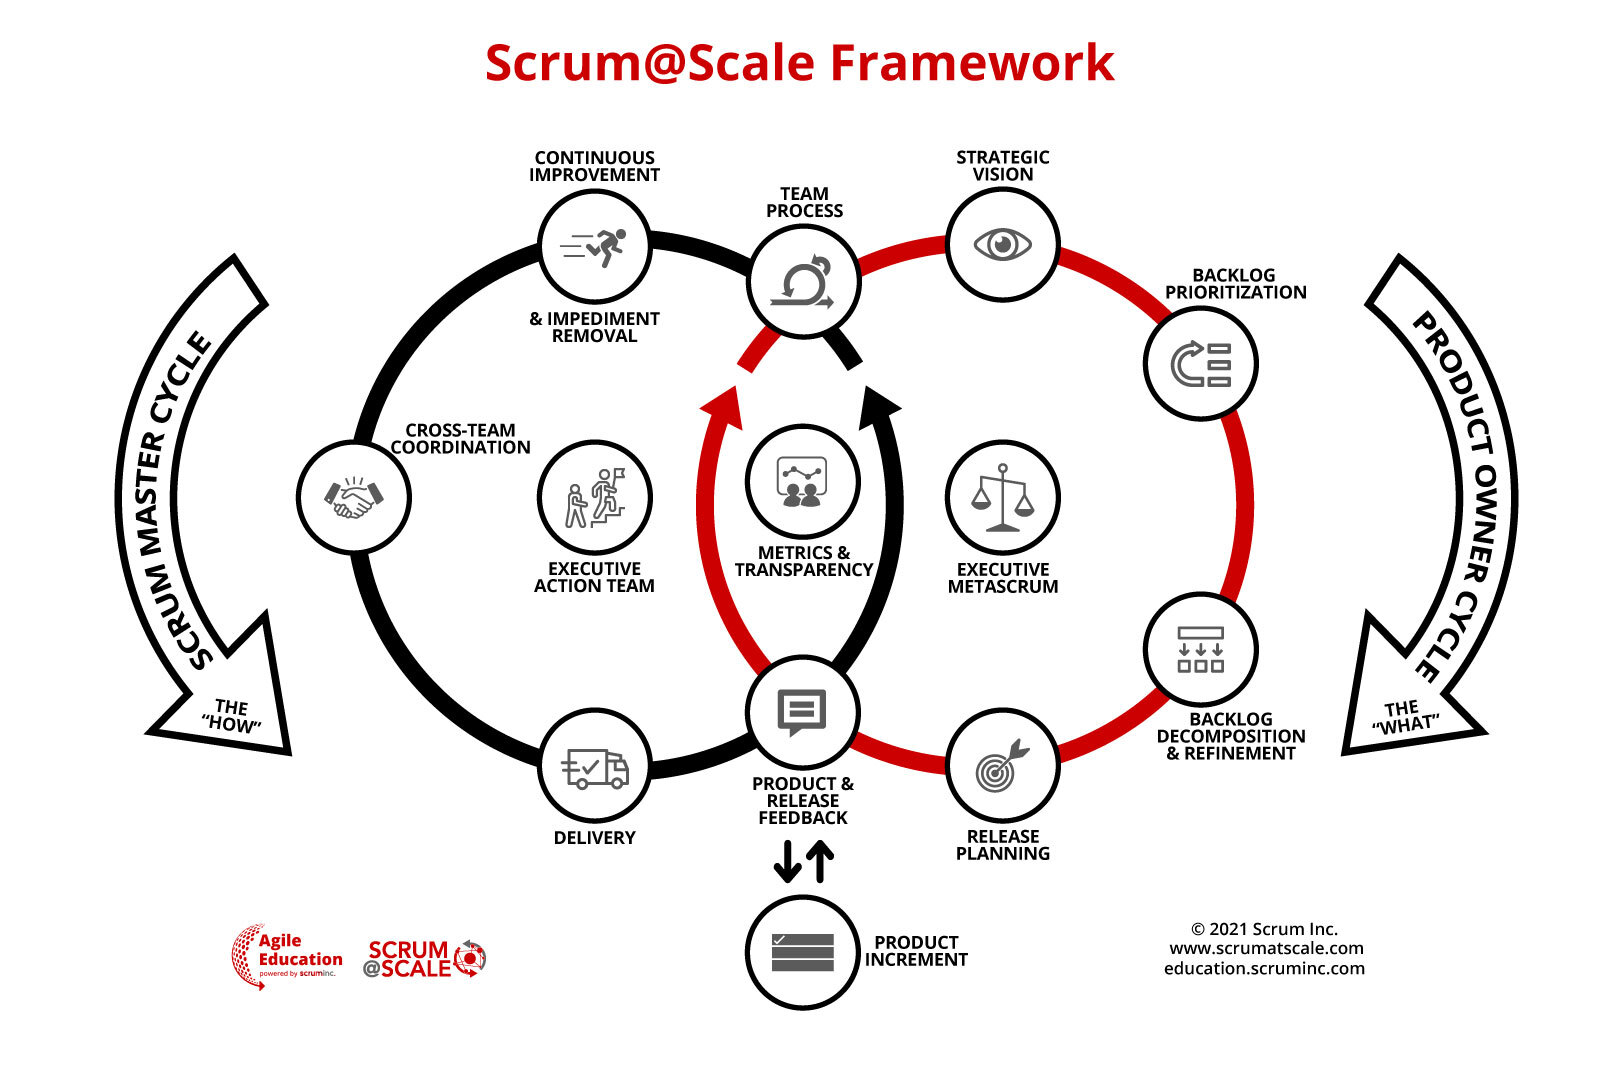 Scrum@Scale Framework
CONTINUOUS
IMPROVEMENT
& IMPEDIMENT
REMOVAL
TEAM
PROCESS
STRATEGIC
VISION
BACKLOG
PRIORITIZATION
SCRUM MASTER CYCLE
THE
“HOW”
CROSS-TEAM
COORDINATION
EXECUTIVE
ACTION TEAM
METRICS &
TRANSPARENCY
EXECUTIVE
METASCRUM
PRODUCT OWNER CYCLE
THE
“WHAT”
BACKLOG
DECOMPOSITION
& REFINEMENT
DELIVERY
PRODUCT &
RELEASE
FEEDBACK
RELEASE
PLANNING
PRODUCT
INCREMENT
Agile
Education
powered by scruminc.
SCRUM
@SCALE
© 2021 Scrum Inc.
www.scrumatscale.com
education.scruminc.com